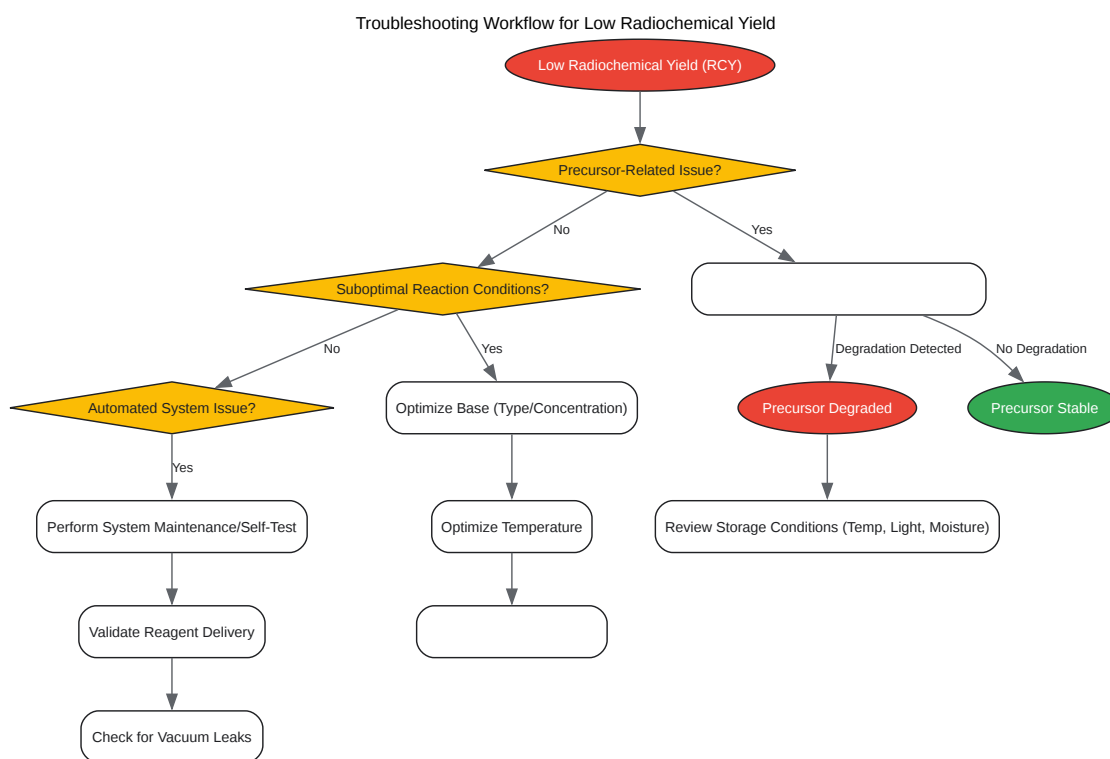 Troubleshooting Workflow for Low Radiochemical Yield
Low Radiochemical Yield (RCY)
Precursor-Related Issue?
No
Yes
Suboptimal Reaction Conditions?
No
Yes
Degradation Detected
No Degradation
Automated System Issue?
Optimize Base (Type/Concentration)
Precursor Degraded
Precursor Stable
Yes
Perform System Maintenance/Self-Test
Optimize Temperature
Review Storage Conditions (Temp, Light, Moisture)
Validate Reagent Delivery
Check for Vacuum Leaks